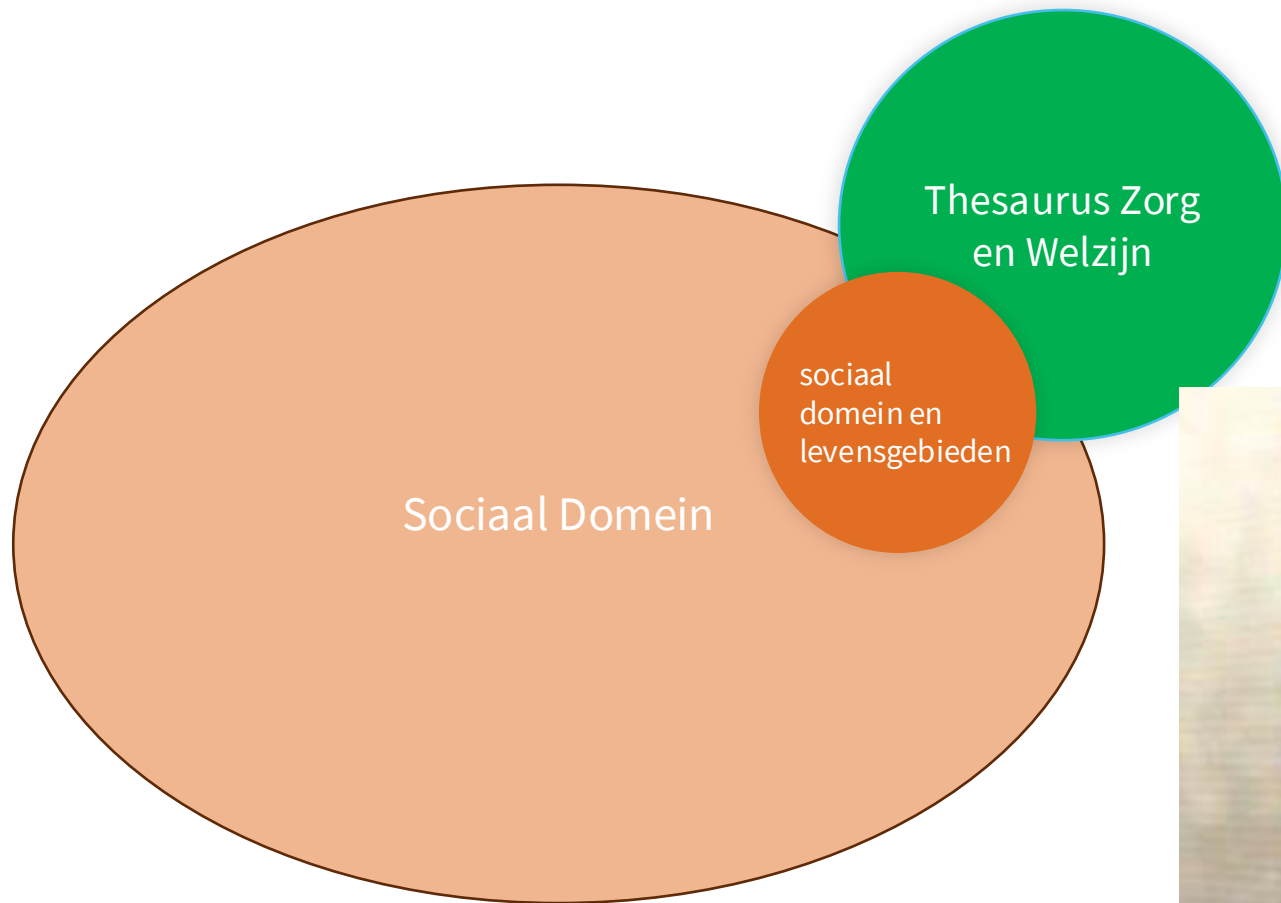 Thesaurus Zorg
en Welzijn
sociaal
domein en
levensgebieden
Sociaal Domein